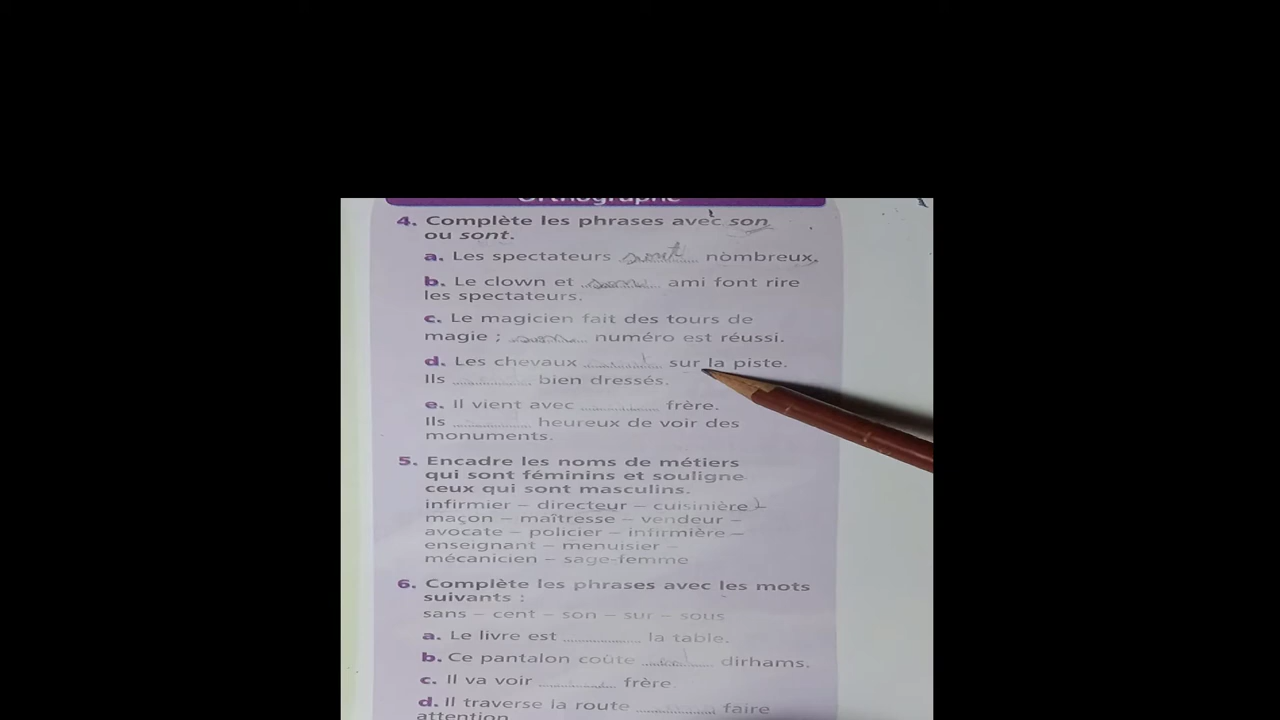 Orthographe
4. Complète les phrases avec son
ou sont.
a. Les spectateurs sont nombreux.
b. Le clown et son ami font rire
les spectateurs.
c. Le magicien fait des tours de
magie ; son numéro est réussi.
d. Les chevaux sont sur la piste.
Ils ............ bien dressés.
e. Il vient avec ............ frère.
Ils ............ heureux de voir des
monuments.
5. Encadre les noms de métiers
qui sont féminins et souligne
ceux qui sont masculins.
infirmier – directeur – cuisinière –
maçon – maîtresse – vendeur –
avocate – policier – infirmière –
enseignant – menuisier –
mécanicien – sage-femme
6. Complète les phrases avec les mots
suivants :
sans – cent – son – sur – sous
a. Le livre est ............ la table.
b. Ce pantalon coûte ............ dirhams.
c. Il va voir ............ frère.
d. Il traverse la route ............ faire
attention